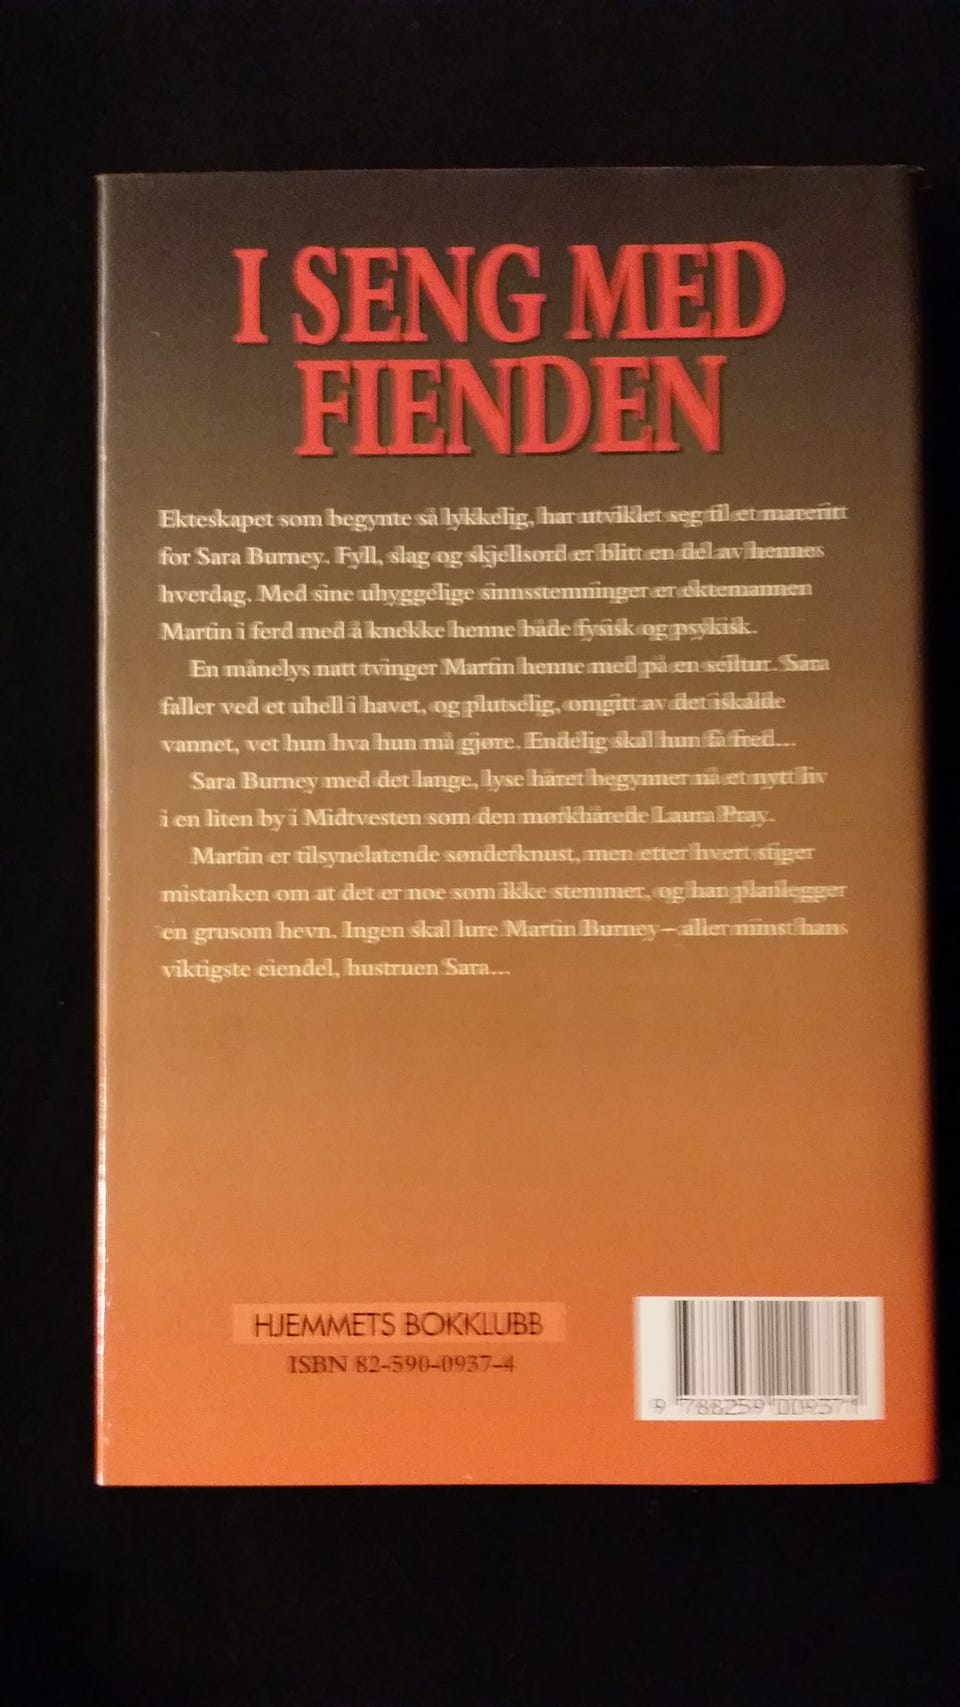 I SENG MED
FIENDEN
Ekteskapet som begynte så lykkelig, har utviklet seg til et mareritt
for Sara Burney. Fyll, slag og skjellsord er blitt en del av hennes
hverdag. Med sine uhyggelige sinnsstemninger er ektemannen
Martin i ferd med å knekke henne både fysisk og psykisk.
En månelys natt tvinger Martin henne med på en seiltur. Sara
faller ved et uhell i havet, og plutselig, omgitt av det iskalde
vannet, vet hun hva hun må gjøre. Endelig skal hun få fred...
Sara Burney med det lange, lyse håret begynner nå et nytt liv
i en liten by i Midtvesten som den mørkhårede Laura Pray.
Martin er tilsynelatende sønderknust, men etter hvert stiger
mistanken om at det er noe som ikke stemmer, og han planlegger
en grusom hevn. Ingen skal lure Martin Burney – aller minst hans
viktigste eiendel, hustruen Sara...
HJEMMETS BOKKLUBB
ISBN 82-590-0937-4
9 788259 009371